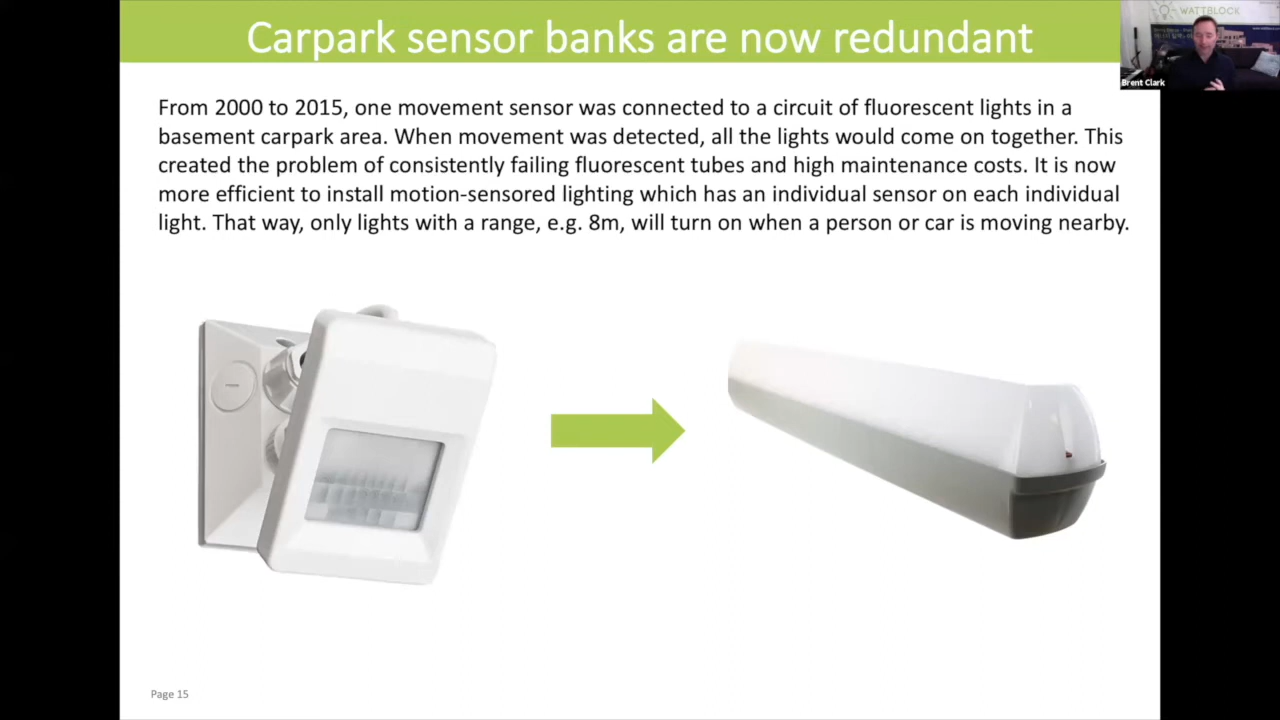 Carpark sensor banks are now redundant
WATTBLOCK
Brent Clark
From 2000 to 2015, one movement sensor was connected to a circuit of fluorescent lights in a
basement carpark area. When movement was detected, all the lights would come on together. This
created the problem of consistently failing fluorescent tubes and high maintenance costs. It is now
more efficient to install motion-sensored lighting which has an individual sensor on each individual
light. That way, only lights with a range, e.g. 8m, will turn on when a person or car is moving nearby.
Page 15